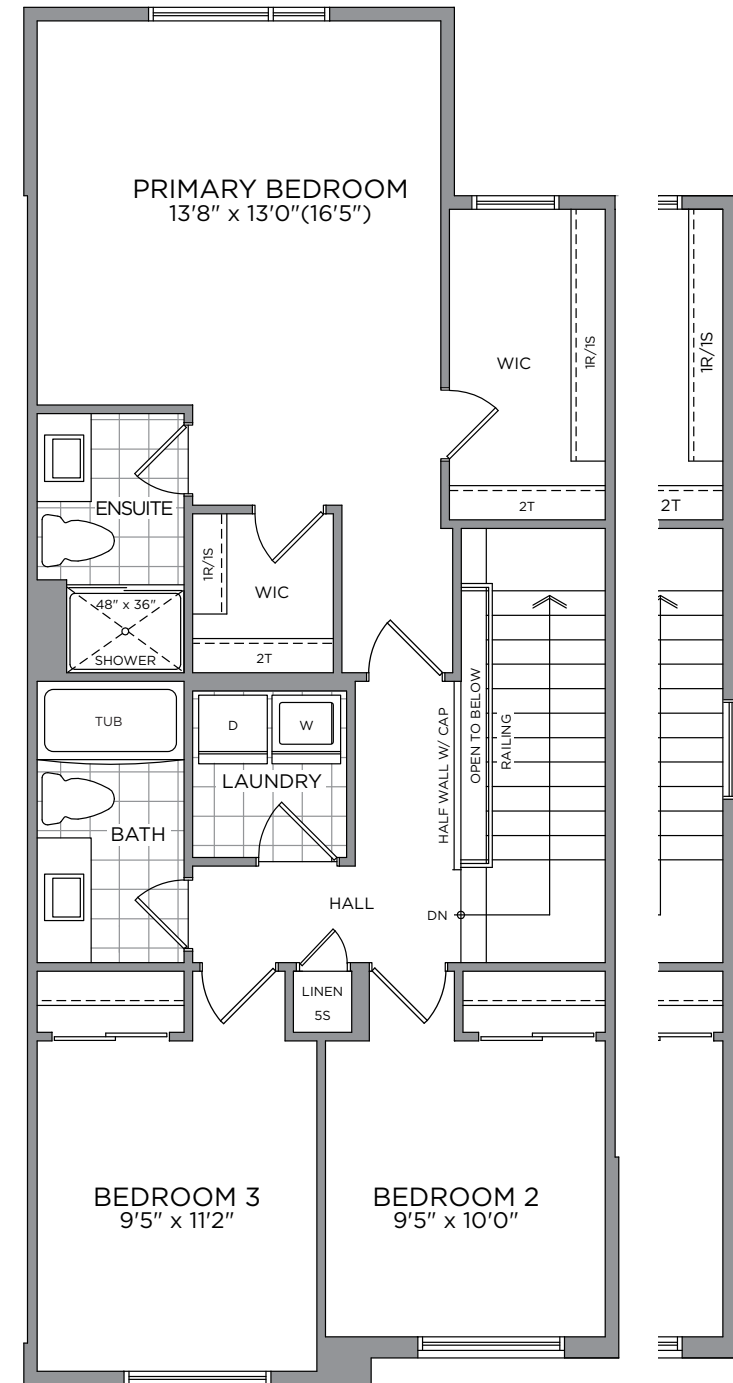 PRIMARY BEDROOM
13'8" x 13'0"(16'5")
WIC
1R/1S
1R/1S
2T
2T
ENSUITE
1R/1S
WIC
2T
48" x 36"
SHOWER
TUB
D
W
LAUNDRY
HALF WALL W/ CAP
OPEN TO BELOW
RAILING
BATH
HALL
DN
LINEN
5S
BEDROOM 3
9'5" x 11'2"
BEDROOM 2
9'5" x 10'0"